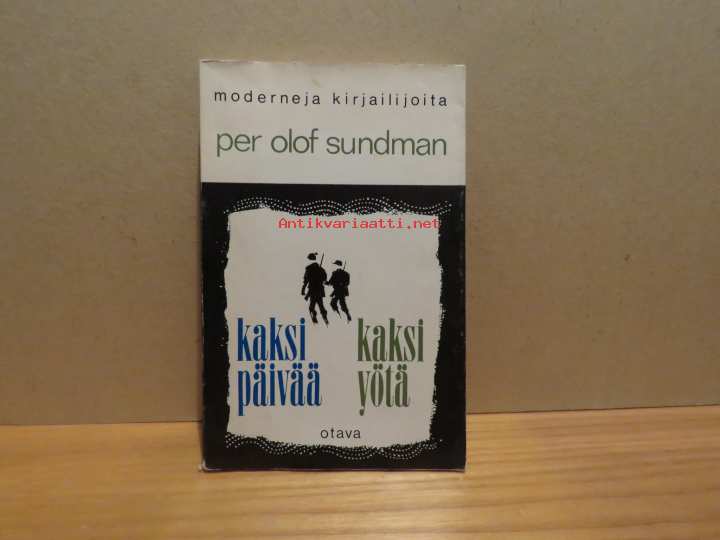 moderneja kirjailijoita
per olof sundman
Antikvariaatti.net
kaksi päivää
kaksi yötä
otava